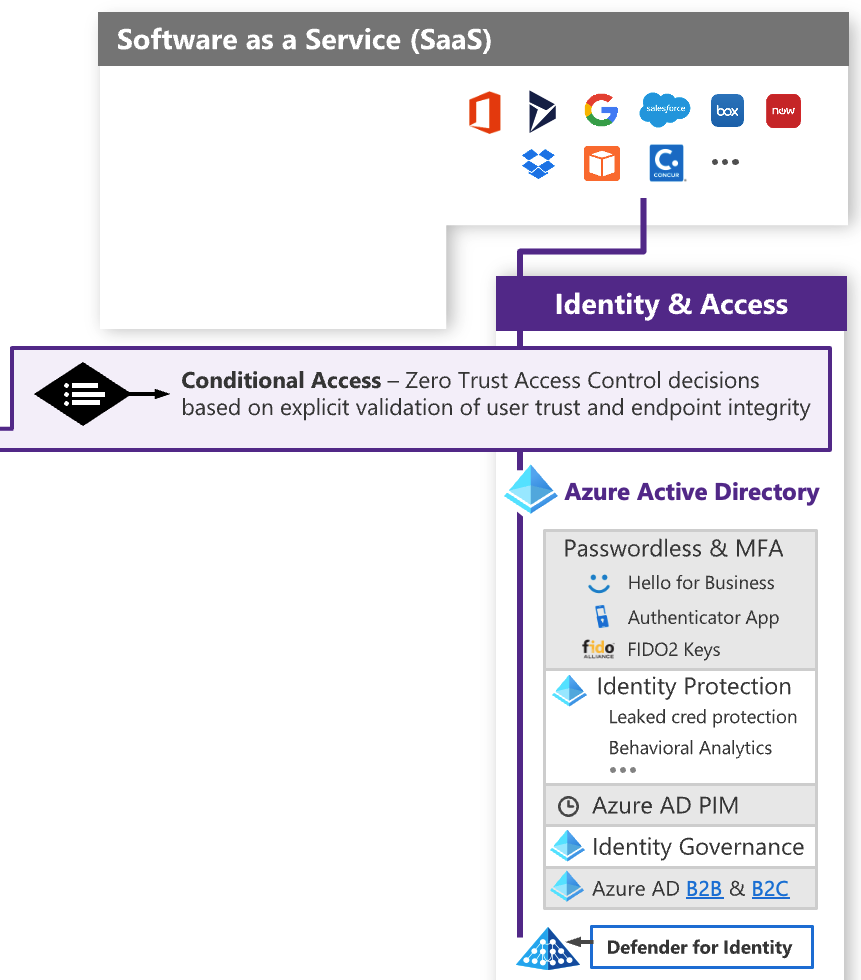 Software as a Service (SaaS)
salesforce
box
now
C.
CONCUR
Identity & Access
Conditional Access – Zero Trust Access Control decisions
based on explicit validation of user trust and endpoint integrity
Azure Active Directory
Passwordless & MFA
Hello for Business
Authenticator App
fido
ALLIANCE
FIDO2 Keys
Identity Protection
Leaked cred protection
Behavioral Analytics
Azure AD PIM
Identity Governance
Azure AD B2B & B2C
Defender for Identity